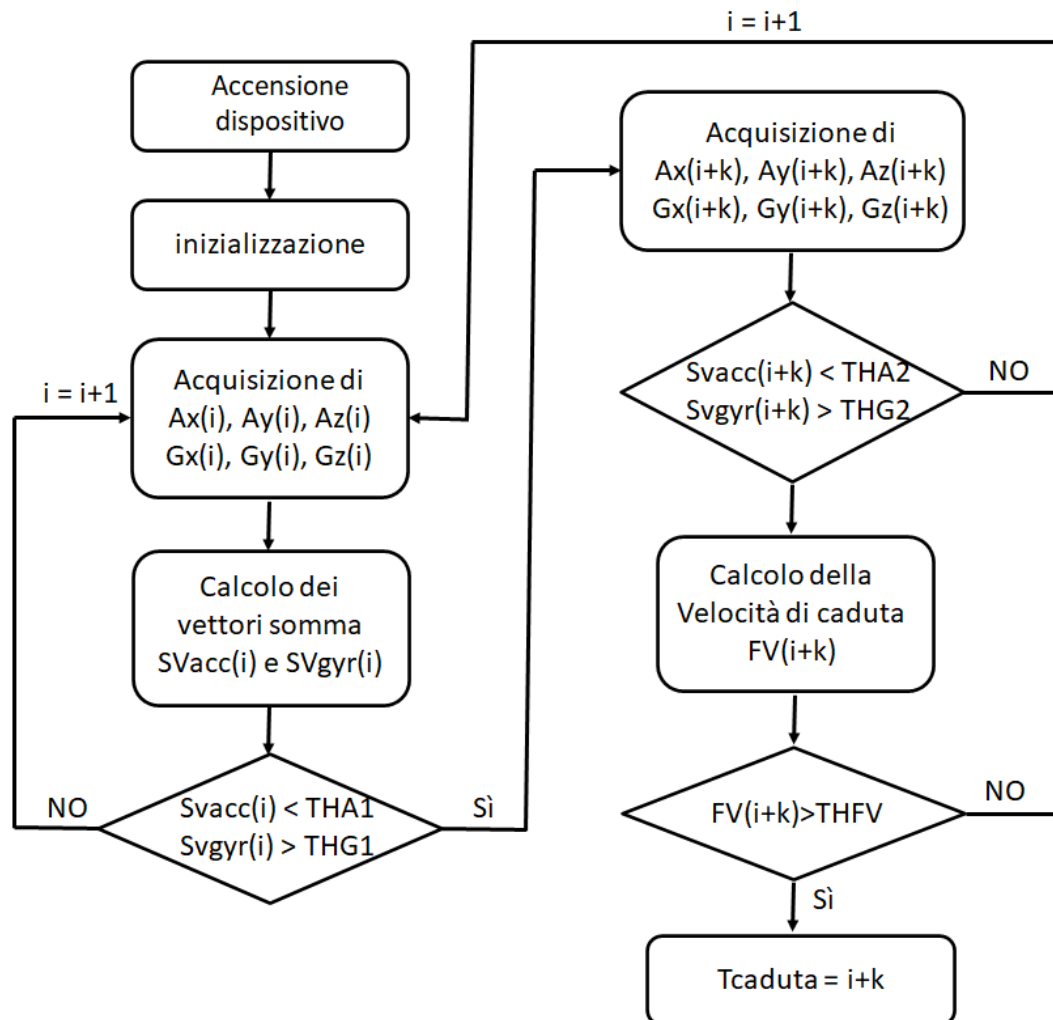 i = i+1
Accensione
dispositivo
inizializzazione
i = i+1
Acquisizione di
Ax(i), Ay(i), Az(i)
Gx(i), Gy(i), Gz(i)
Calcolo dei
vettori somma
SVacc(i) e SVgyr(i)
NO
Svacc(i) < THA1
Svgyr(i) > THG1
Sì
Acquisizione di
Ax(i+k), Ay(i+k), Az(i+k)
Gx(i+k), Gy(i+k), Gz(i+k)
Svacc(i+k) < THA2
Svgyr(i+k) > THG2
NO
Calcolo della
Velocità di caduta
FV(i+k)
FV(i+k)>THFV
NO
Sì
Tcaduta = i+k